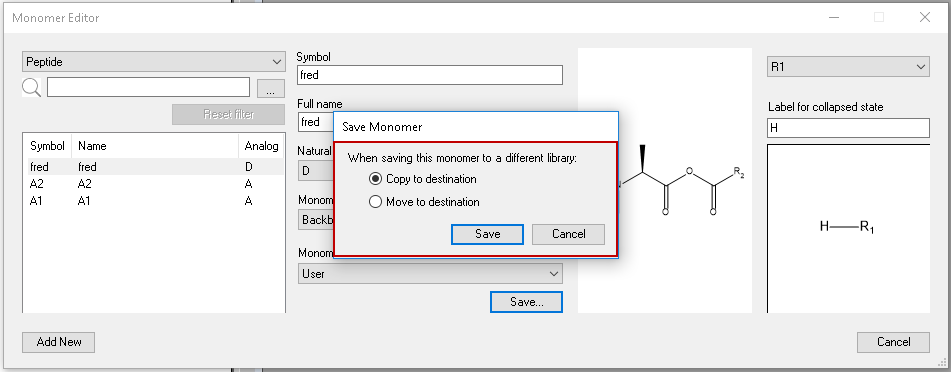 Monomer Editor
Peptide
...
Reset filter
Symbol Name Analog
fred fred D
A2 A2 A
A1 A1 A
Add New
Symbol
fred
Full name
fred
Natural
D
Monom
Backb
Monom
User
Save...
Save Monomer
When saving this monomer to a different library:
Copy to destination
Move to destination
Save Cancel
O R2
O O
R1
Label for collapsed state
H
H R1
Cancel